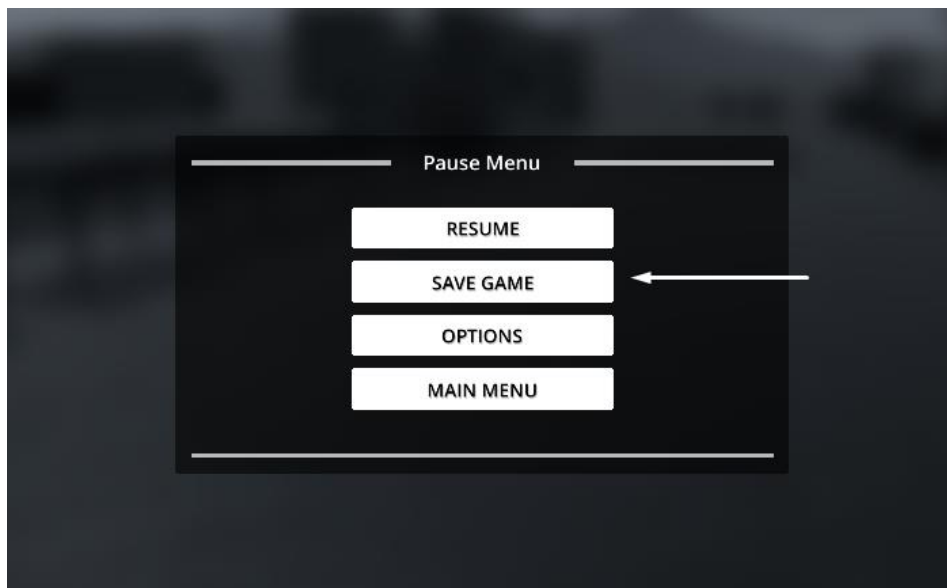 Pause Menu
RESUME
SAVE GAME
OPTIONS
MAIN MENU